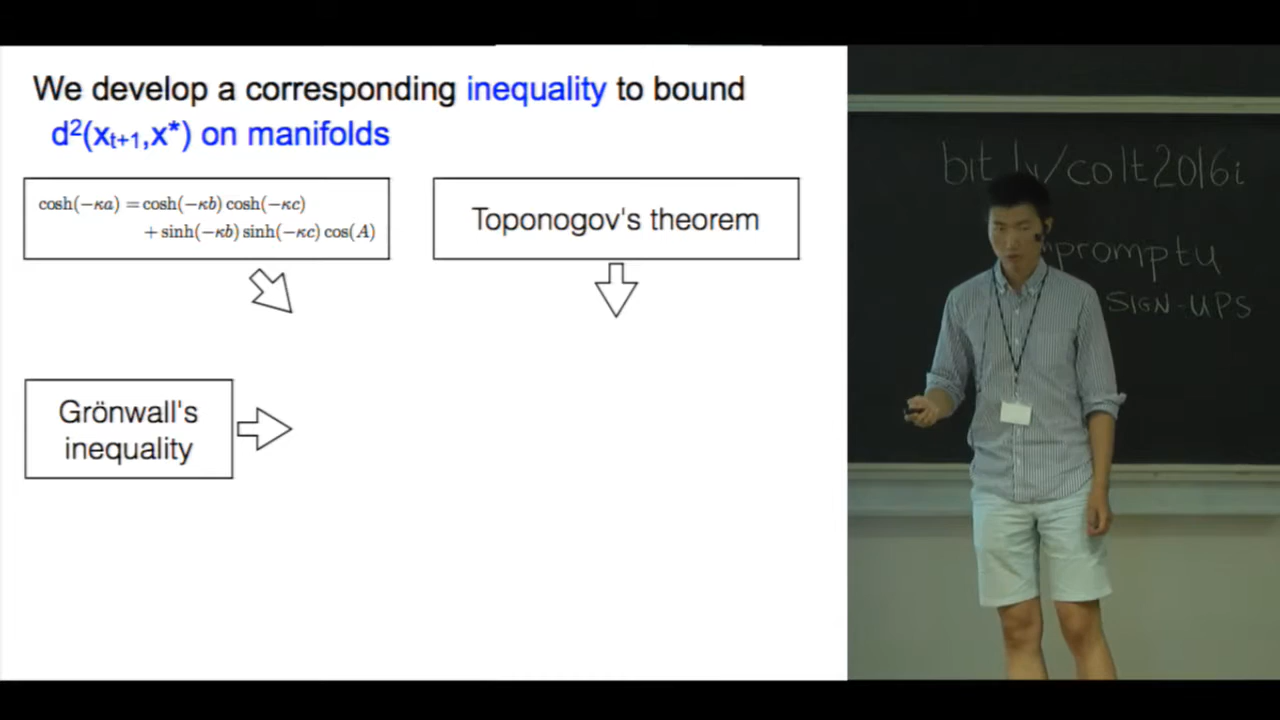 We develop a corresponding inequality to bound
d²(xₜ₊₁,x*) on manifolds
cosh(−κa) = cosh(−κb) cosh(−κc)
+ sinh(−κb) sinh(−κc) cos(A)
Toponogov's theorem
Grönwall's
inequality
bit.ly/colt2016i
promptu
SIGN-UPS